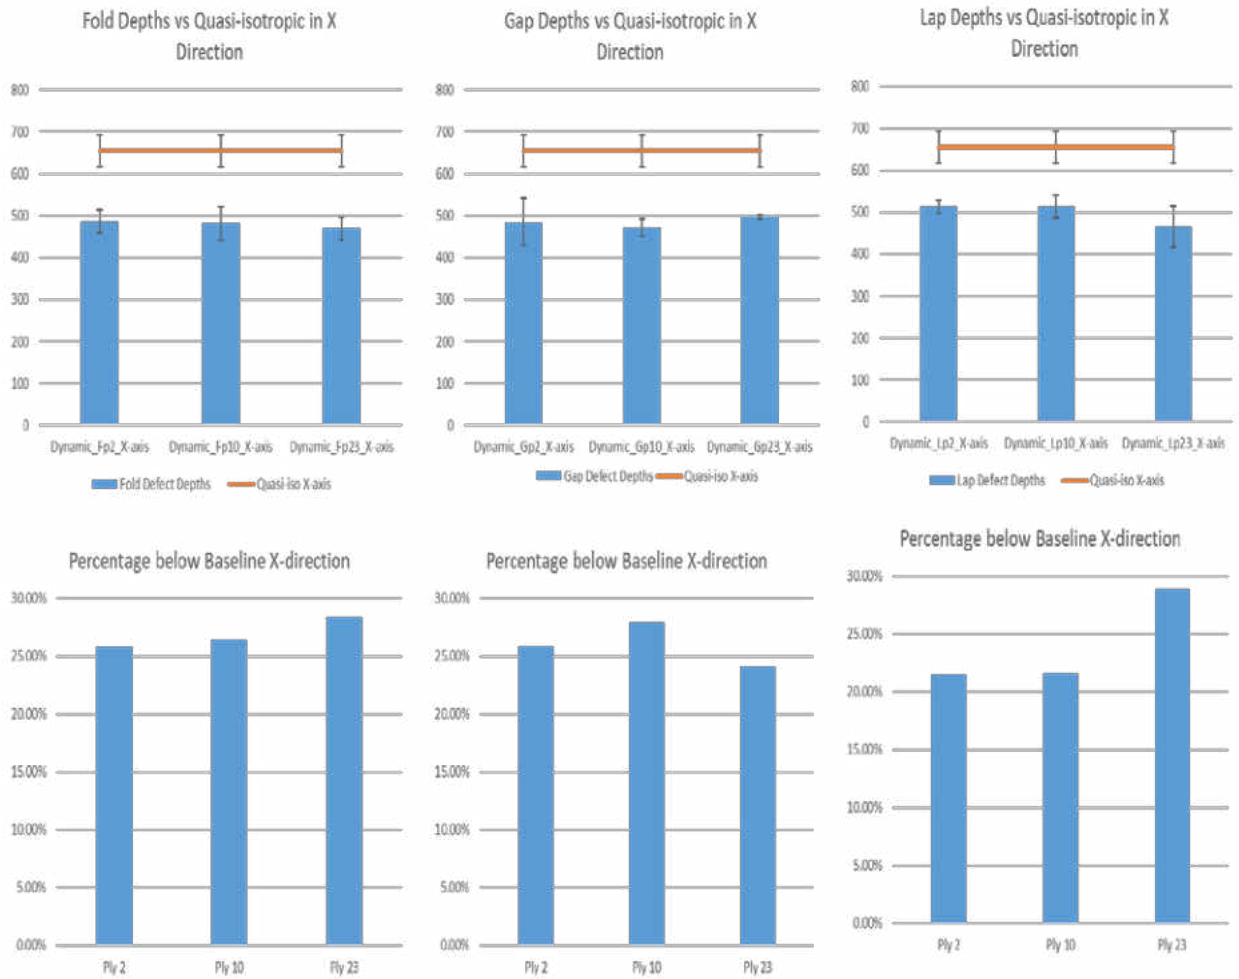 Fold Depths vs Quasi-isotropic in X
Direction
800
700
600
500
400
300
200
100
0
Dynamic_Fp2_X-axis Dynamic_Fp10_X-axis Dynamic_Fp23_X-axis
Fold Defect Depths Quasi-iso X-axis
Gap Depths vs Quasi-isotropic in X
Direction
800
700
600
500
400
300
200
100
0
Dynamic_Gp2_X-axis Dynamic_Gp10_X-axis Dynamic_Gp23_X-axis
Gap Defect Depths Quasi-iso X-axis
Lap Depths vs Quasi-isotropic in X
Direction
800
700
600
500
400
300
200
100
0
Dynamic_Lp2_X-axis Dynamic_Lp10_X-axis Dynamic_Lp23_X-axis
Lap Defect Depths Quasi-iso X-axis
Percentage below Baseline X-direction
30.00%
25.00%
20.00%
15.00%
10.00%
5.00%
0.00%
Ply 2 Ply 10 Ply 23
Percentage below Baseline X-direction
30.00%
25.00%
20.00%
15.00%
10.00%
5.00%
0.00%
Ply 2 Ply 10 Ply 23
Percentage below Baseline X-direction
30.00%
25.00%
20.00%
15.00%
10.00%
5.00%
0.00%
Ply 2 Ply 10 Ply 23